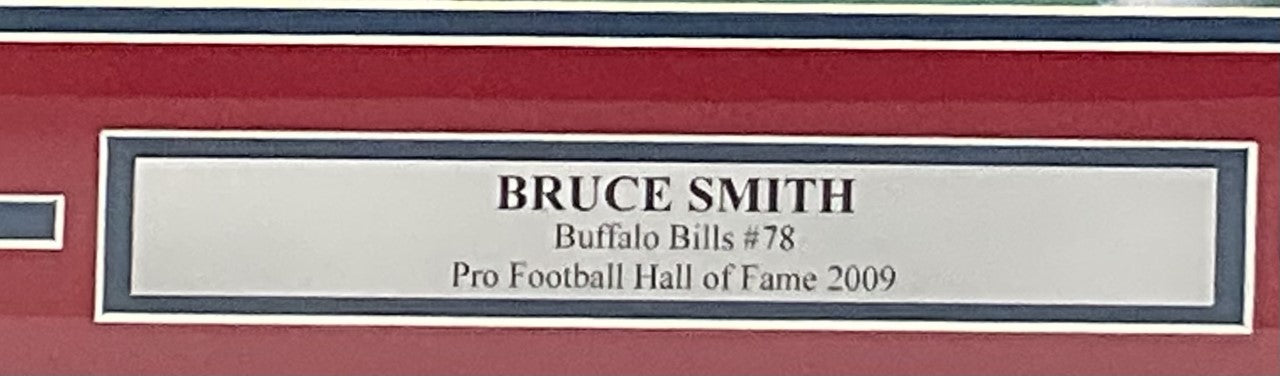 BRUCE SMITH
Buffalo Bills #78
Pro Football Hall of Fame 2009